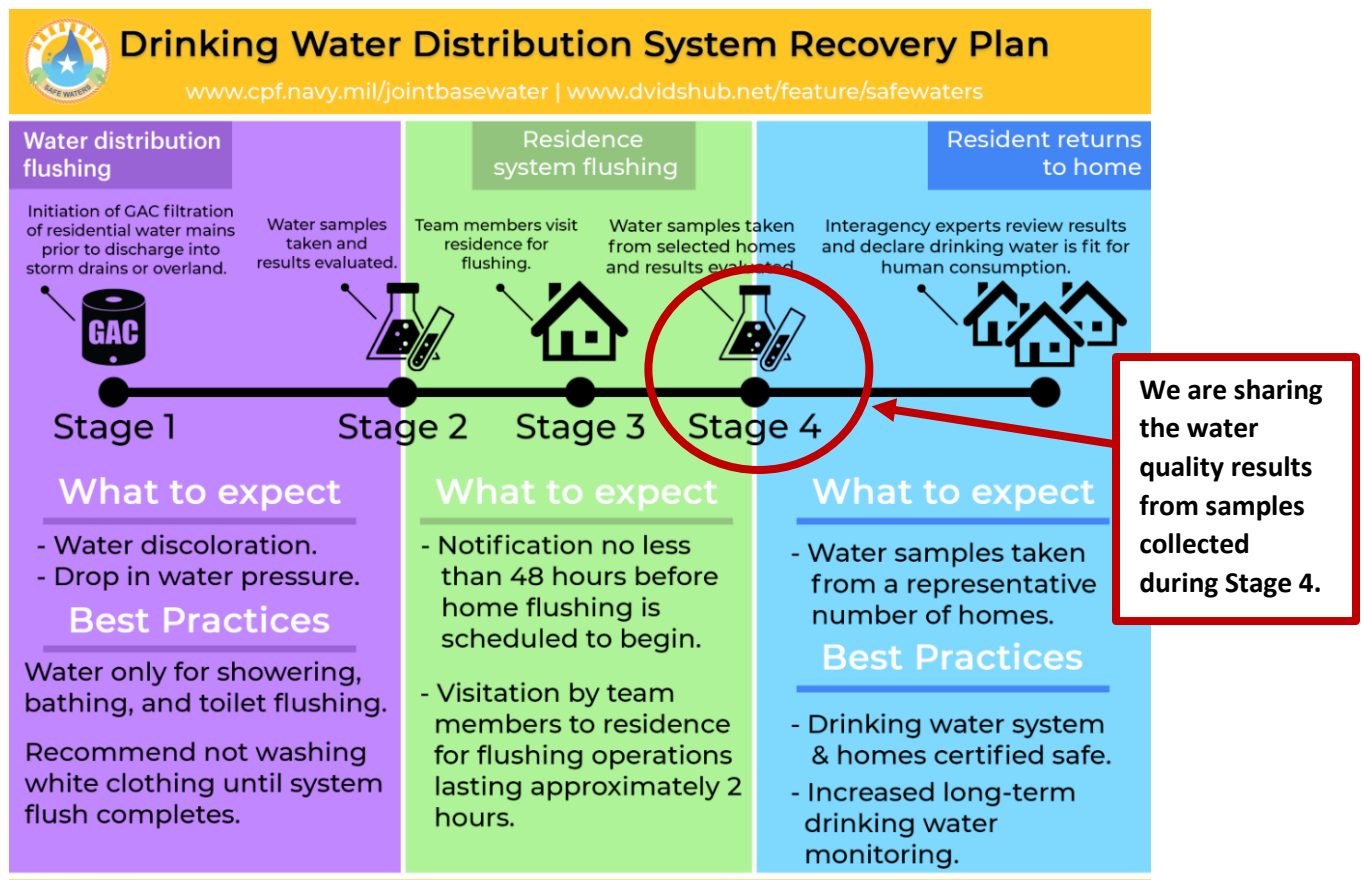 Drinking Water Distribution System Recovery Plan
SAFE WATERS
www.cpf.navy.mil/jointbasewater | www.dvidshub.net/feature/safewaters
Water distribution
flushing
Initiation of GAC filtration
of residential water mains
prior to discharge into
storm drains or overland.
Water samples
taken and
results evaluated.
Residence
system flushing
Team members visit
residence for
flushing.
Water samples taken
from selected homes
and results evaluated
Resident returns
to home
Interagency experts review results
and declare drinking water is fit for
human consumption.
GAC
Stage 1
Stage 2
Stage 3
Stage 4
We are sharing
the water
quality results
from samples
collected
during Stage 4.
What to expect
- Water discoloration.
- Drop in water pressure.
Best Practices
Water only for showering,
bathing, and toilet flushing.
Recommend not washing
white clothing until system
flush completes.
What to expect
- Notification no less
than 48 hours before
home flushing is
scheduled to begin.
- Visitation by team
members to residence
for flushing operations
lasting approximately 2
hours.
What to expect
- Water samples taken
from a representative
number of homes.
Best Practices
- Drinking water system
& homes certified safe.
- Increased long-term
drinking water
monitoring.